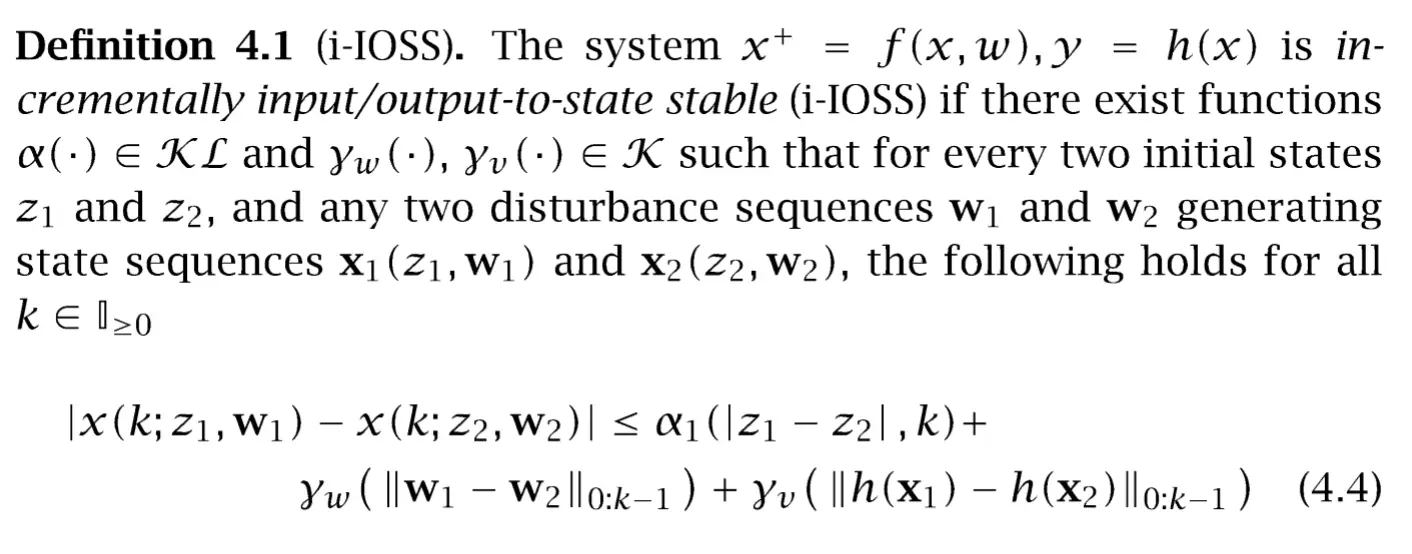 Definition 4.1 (i-IOSS). The system x⁺ = f(x, w), y = h(x) is in-
crementally input/output-to-state stable (i-IOSS) if there exist functions
α(·) ∈ 𝒦ℒ and γ_w(·), γ_v(·) ∈ 𝒦 such that for every two initial states
z₁ and z₂, and any two disturbance sequences 𝐰₁ and 𝐰₂ generating
state sequences 𝐱₁(z₁, 𝐰₁) and 𝐱₂(z₂, 𝐰₂), the following holds for all
k ∈ 𝕀≥₀
|x(k; z₁, 𝐰₁) − x(k; z₂, 𝐰₂)| ≤ α₁(|z₁ − z₂|, k)+
γ_w(‖𝐰₁ − 𝐰₂‖₀:ₖ₋₁) + γ_v(‖h(𝐱₁) − h(𝐱₂)‖₀:ₖ₋₁) (4.4)